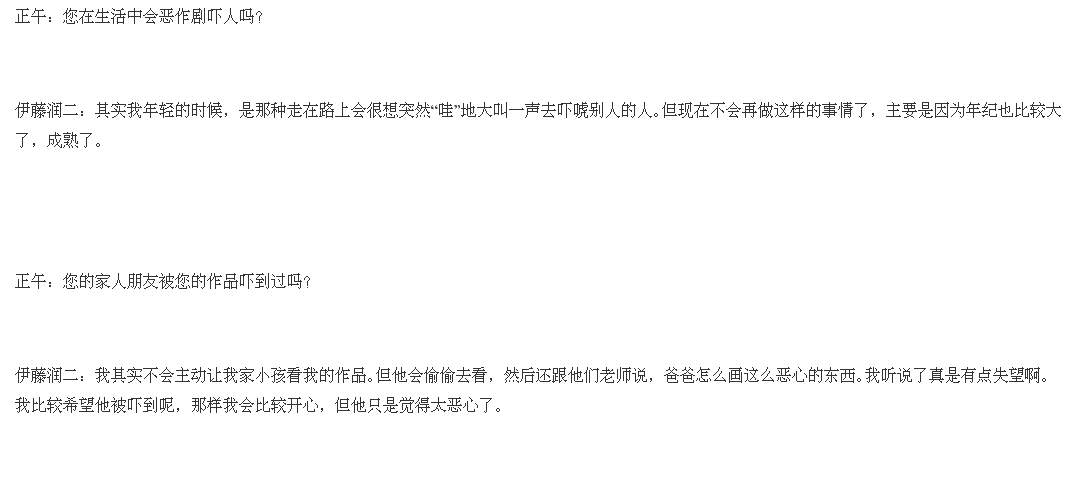 正午：您在生活中会恶作剧吓人吗？
伊藤润二：其实我年轻的时候，是那种走在路上会很想突然“哇”地大叫一声去吓唬别人的人。但现在不会再做这样的事情了，主要是因为年纪也比较大
了，成熟了。
正午：您的家人朋友被您的作品吓到过吗？
伊藤润二：我其实不会主动让我家小孩看我的作品。但他会偷偷去看，然后还跟他们老师说，爸爸怎么画这么恶心的东西。我听说了真是有点失望啊。
我比较希望他被吓到呢，那样我会比较开心，但他只是觉得太恶心了。